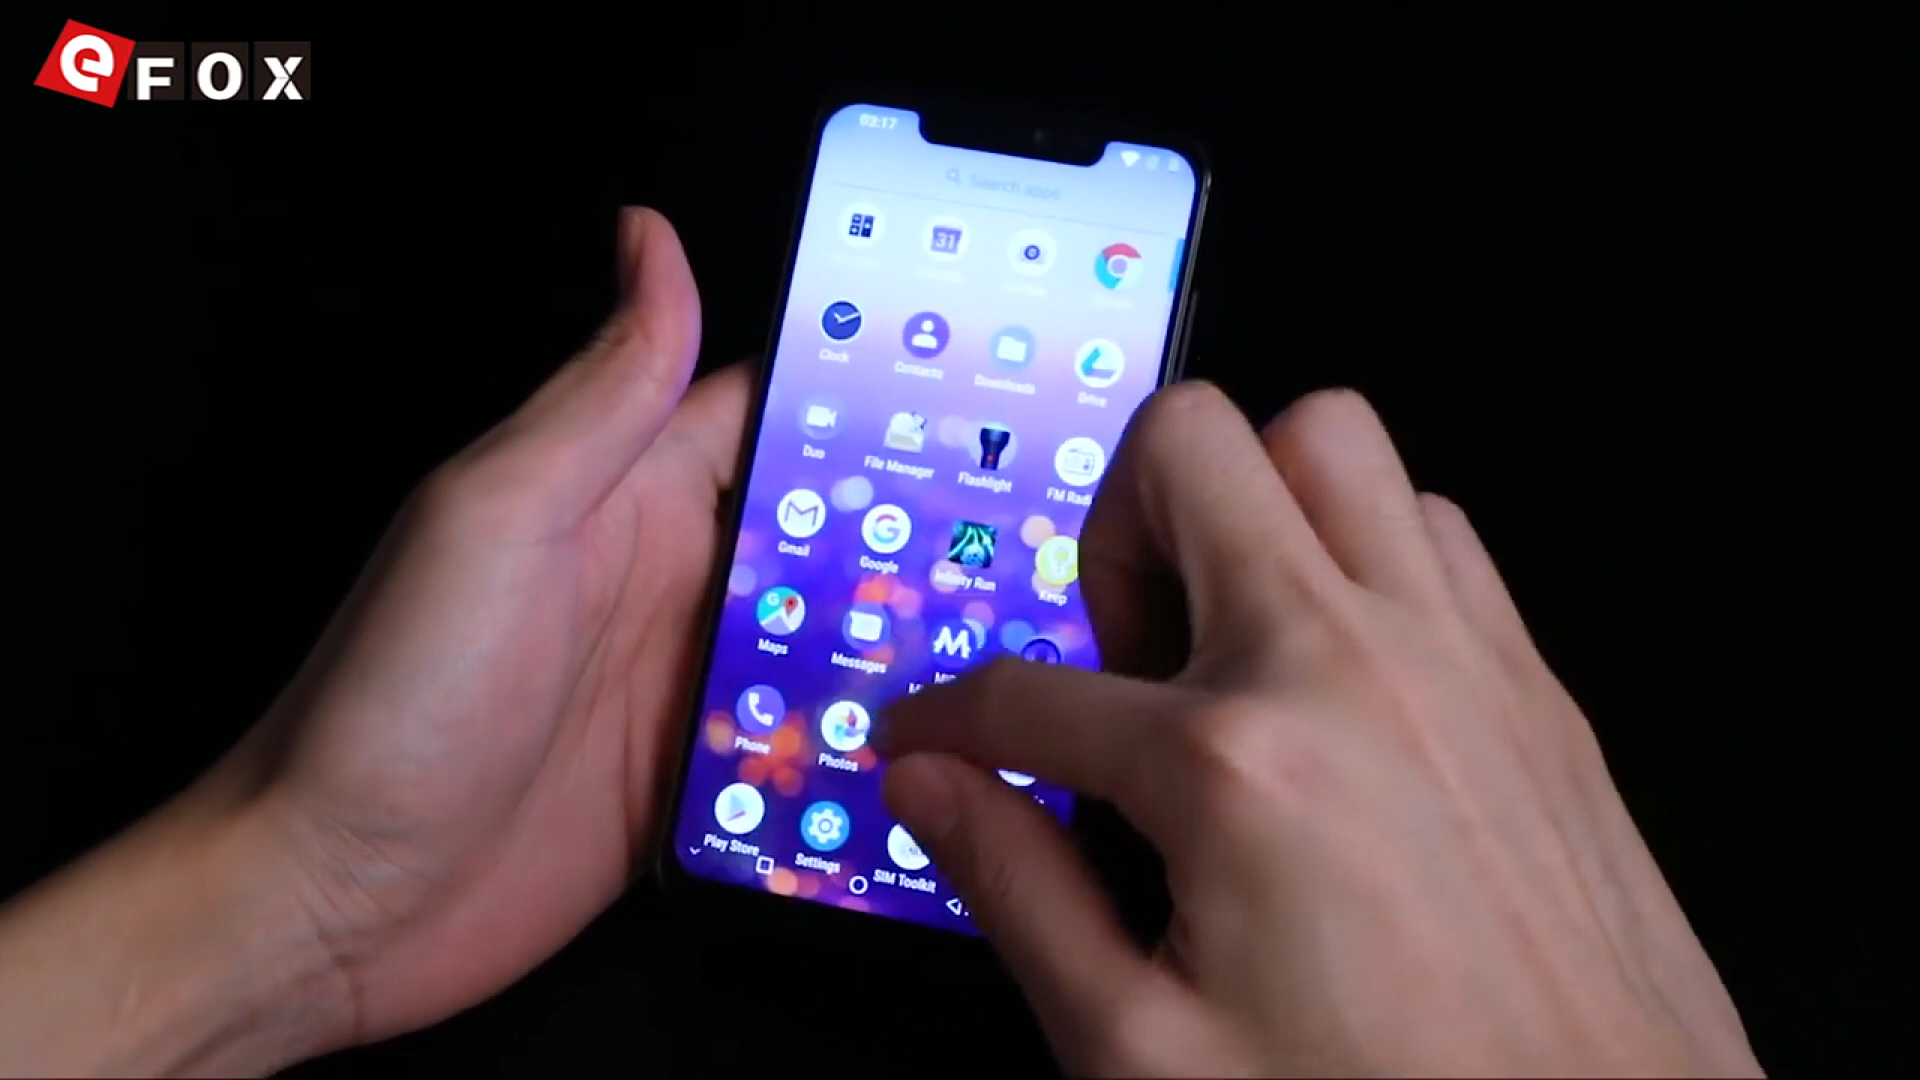 eFOX
03:17
Search apps
31
Clock
Contacts
Downloads
Drive
Duo
File Manager
Flashlight
FM Radi
Gmail
Google
Infinity Run
Keep
Maps
Messages
Phone
Photos
Play Store
Settings
SIM Toolkit